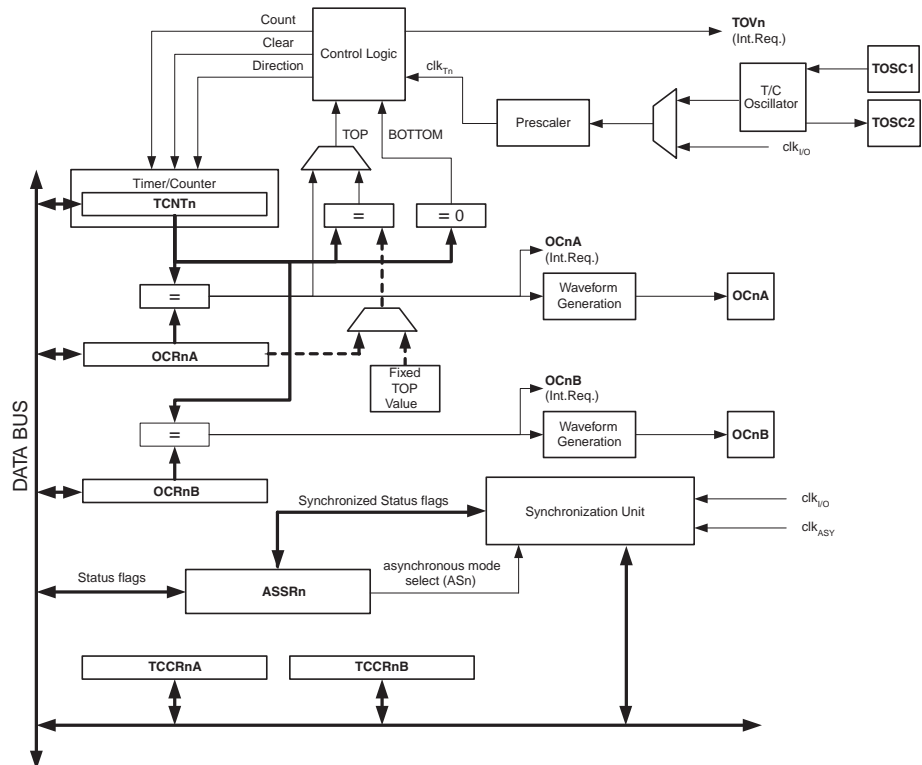 Count
Clear
Direction
Control Logic
TOVn
(Int.Req.)
clkTn
TOSC1
T/C
Oscillator
Prescaler
TOSC2
TOP
BOTTOM
clkI/O
Timer/Counter
TCNTn
=
= 0
OCnA
(Int.Req.)
=
Waveform
Generation
OCnA
OCRnA
Fixed
TOP
Value
OCnB
(Int.Req.)
=
Waveform
Generation
OCnB
DATA BUS
OCRnB
Synchronized Status flags
Synchronization Unit
clkI/O
clkASY
Status flags
ASSRn
asynchronous mode
select (ASn)
TCCRnA
TCCRnB